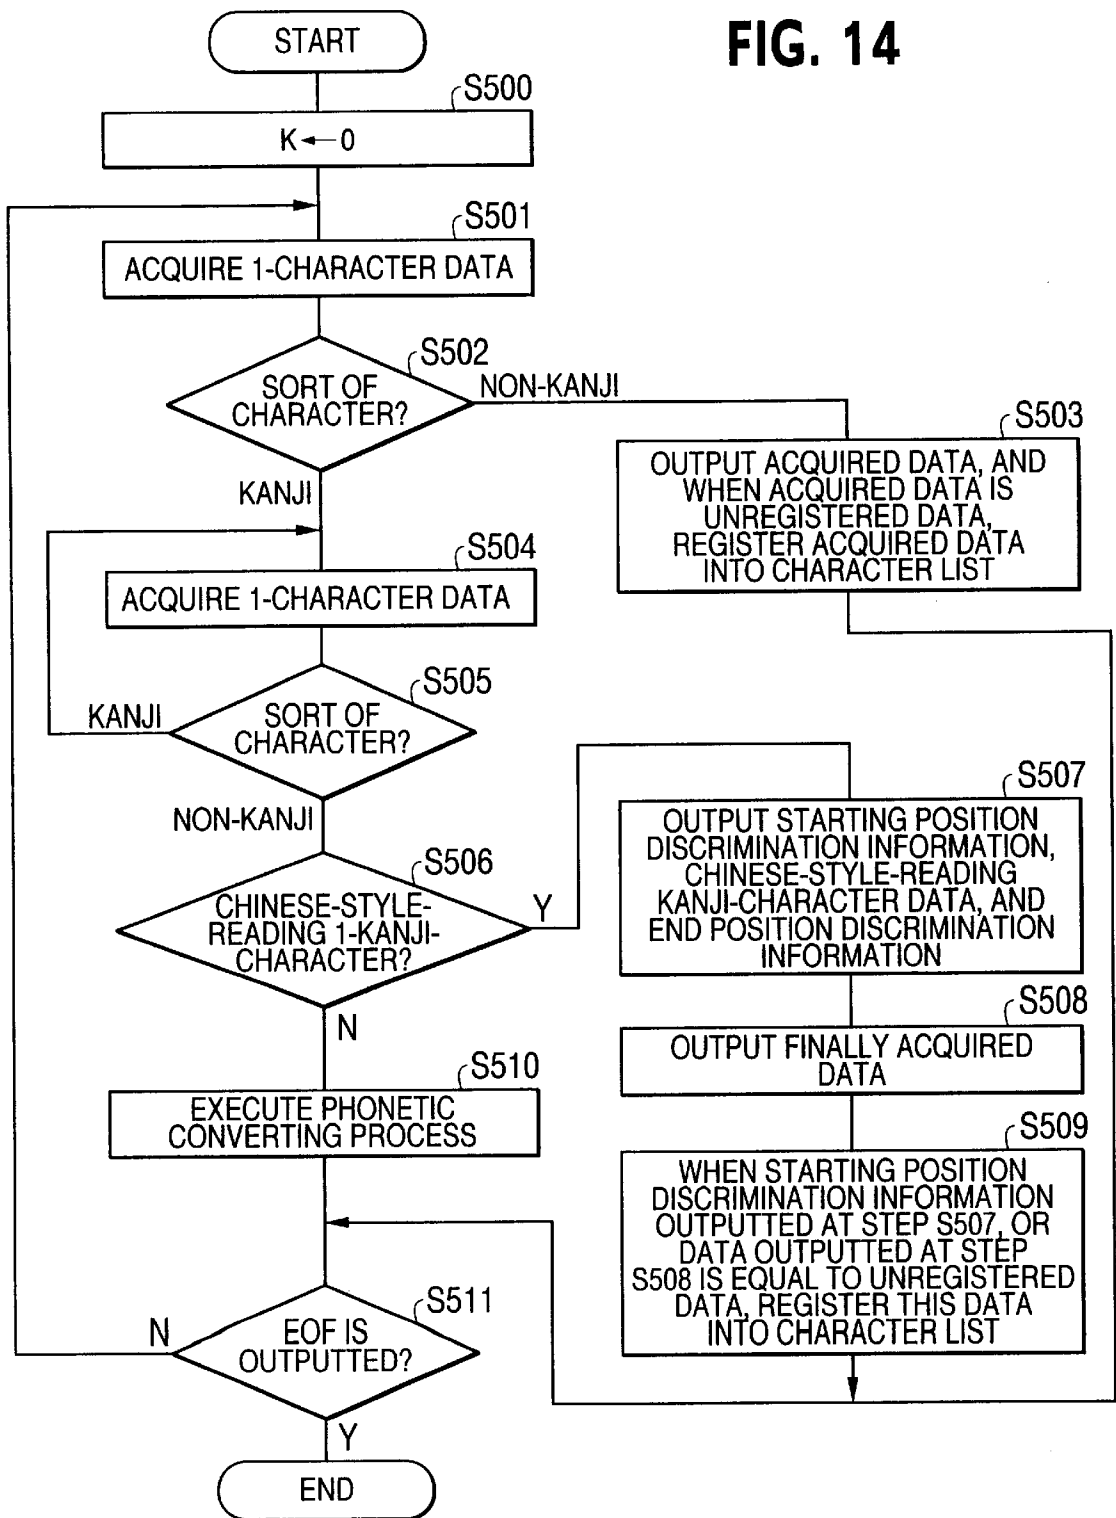 START
FIG. 14
S500
K←0
S501
ACQUIRE 1-CHARACTER DATA
S502
SORT OF
CHARACTER?
NON-KANJI
KANJI
S503
OUTPUT ACQUIRED DATA, AND
WHEN ACQUIRED DATA IS
UNREGISTERED DATA,
REGISTER ACQUIRED DATA
INTO CHARACTER LIST
S504
ACQUIRE 1-CHARACTER DATA
S505
SORT OF
CHARACTER?
KANJI
NON-KANJI
S506
CHINESE-STYLE-
READING 1-KANJI-
CHARACTER?
Y
N
S507
OUTPUT STARTING POSITION
DISCRIMINATION INFORMATION,
CHINESE-STYLE-READING
KANJI-CHARACTER DATA, AND
END POSITION DISCRIMINATION
INFORMATION
S508
OUTPUT FINALLY ACQUIRED
DATA
S509
WHEN STARTING POSITION
DISCRIMINATION INFORMATION
OUTPUTTED AT STEP S507, OR
DATA OUTPUTTED AT STEP
S508 IS EQUAL TO UNREGISTERED
DATA, REGISTER THIS DATA
INTO CHARACTER LIST
S510
EXECUTE PHONETIC
CONVERTING PROCESS
S511
EOF IS
OUTPUTTED?
N
Y
END